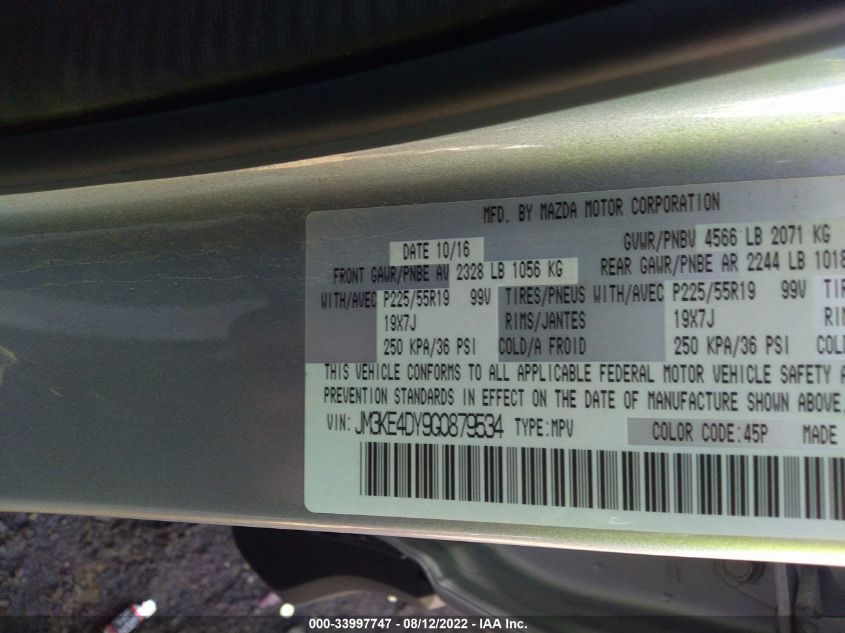 MFD. BY MAZDA MOTOR CORPORATION
DATE 10/16 GVWR/PNBV 4566 LB 2071 KG
FRONT GAWR/PNBE AV 2328 LB 1056 KG REAR GAWR/PNBE AR 2244 LB 1018
WITH/AVEC P225/55R19 99V TIRES/PNEUS WITH/AVEC P225/55R19 99V
19X7J RIMS/JANTES 19X7J
250 KPA/36 PSI COLD/A FROID 250 KPA/36 PSI
THIS VEHICLE CONFORMS TO ALL APPLICABLE FEDERAL MOTOR VEHICLE SAFETY
PREVENTION STANDARDS IN EFFECT ON THE DATE OF MANUFACTURE SHOWN ABOVE.
VIN: JM3KE4DY9G0879534 TYPE:MPV COLOR CODE:45P MADE
000-33997747 - 08/12/2022 - IAA Inc.